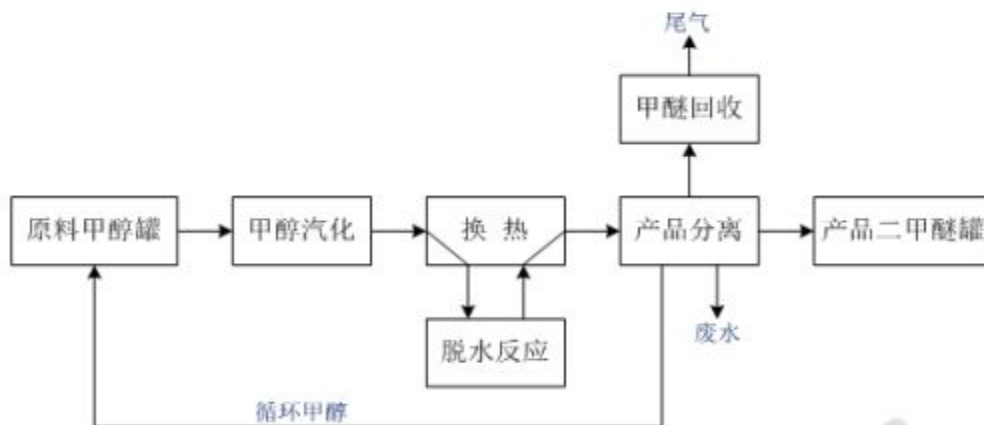 尾气
甲醚回收
原料甲醇罐
甲醇汽化
换 热
产品分离
产品二甲醚罐
脱水反应
废水
循环甲醇